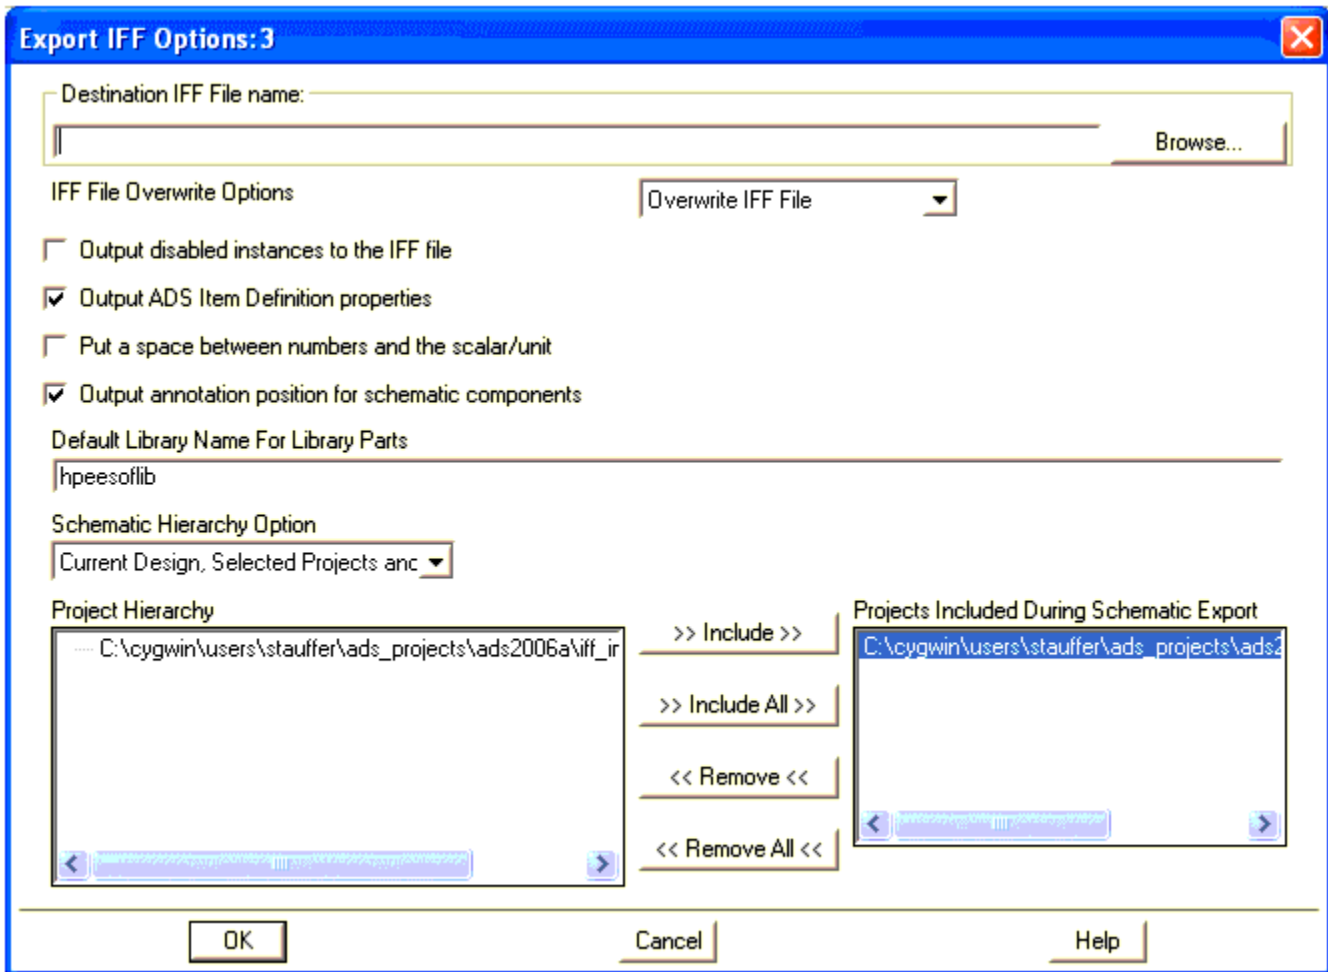 Export IFF Options:3
Destination IFF File name:
Browse...
IFF File Overwrite Options
Overwrite IFF File
Output disabled instances to the IFF file
Output ADS Item Definition properties
Put a space between numbers and the scalar/unit
Output annotation position for schematic components
Default Library Name For Library Parts
hpeesoflib
Schematic Hierarchy Option
Current Design, Selected Projects and
Project Hierarchy
C:\cygwin\users\stauffer\ads_projects\ads2006a\iff_ir
>> Include >>
>> Include All >>
<< Remove <<
<< Remove All <<
Projects Included During Schematic Export
C:\cygwin\users\stauffer\ads_projects\ads2
OK
Cancel
Help